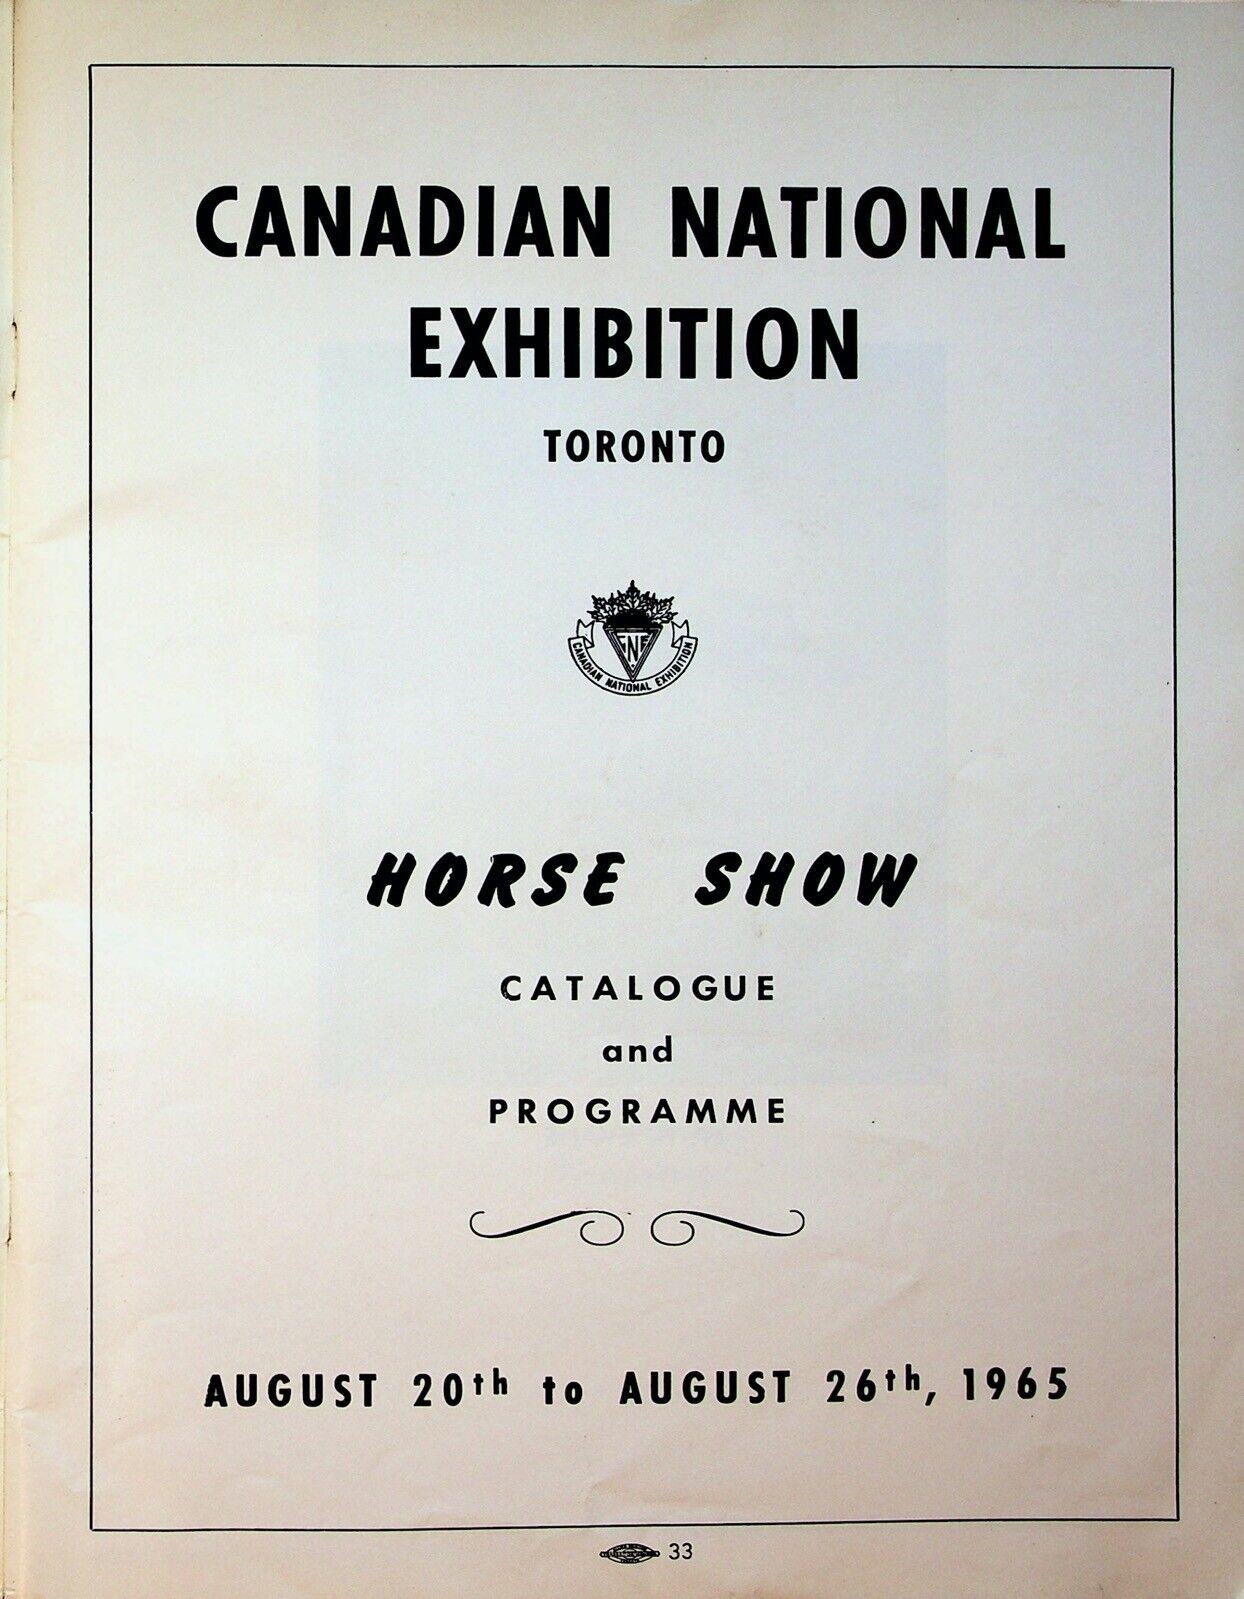 CANADIAN NATIONAL
EXHIBITION
TORONTO
CNE
CANADIAN NATIONAL EXHIBITION
HORSE SHOW
CATALOGUE
and
PROGRAMME
AUGUST 20th to AUGUST 26th, 1965
33